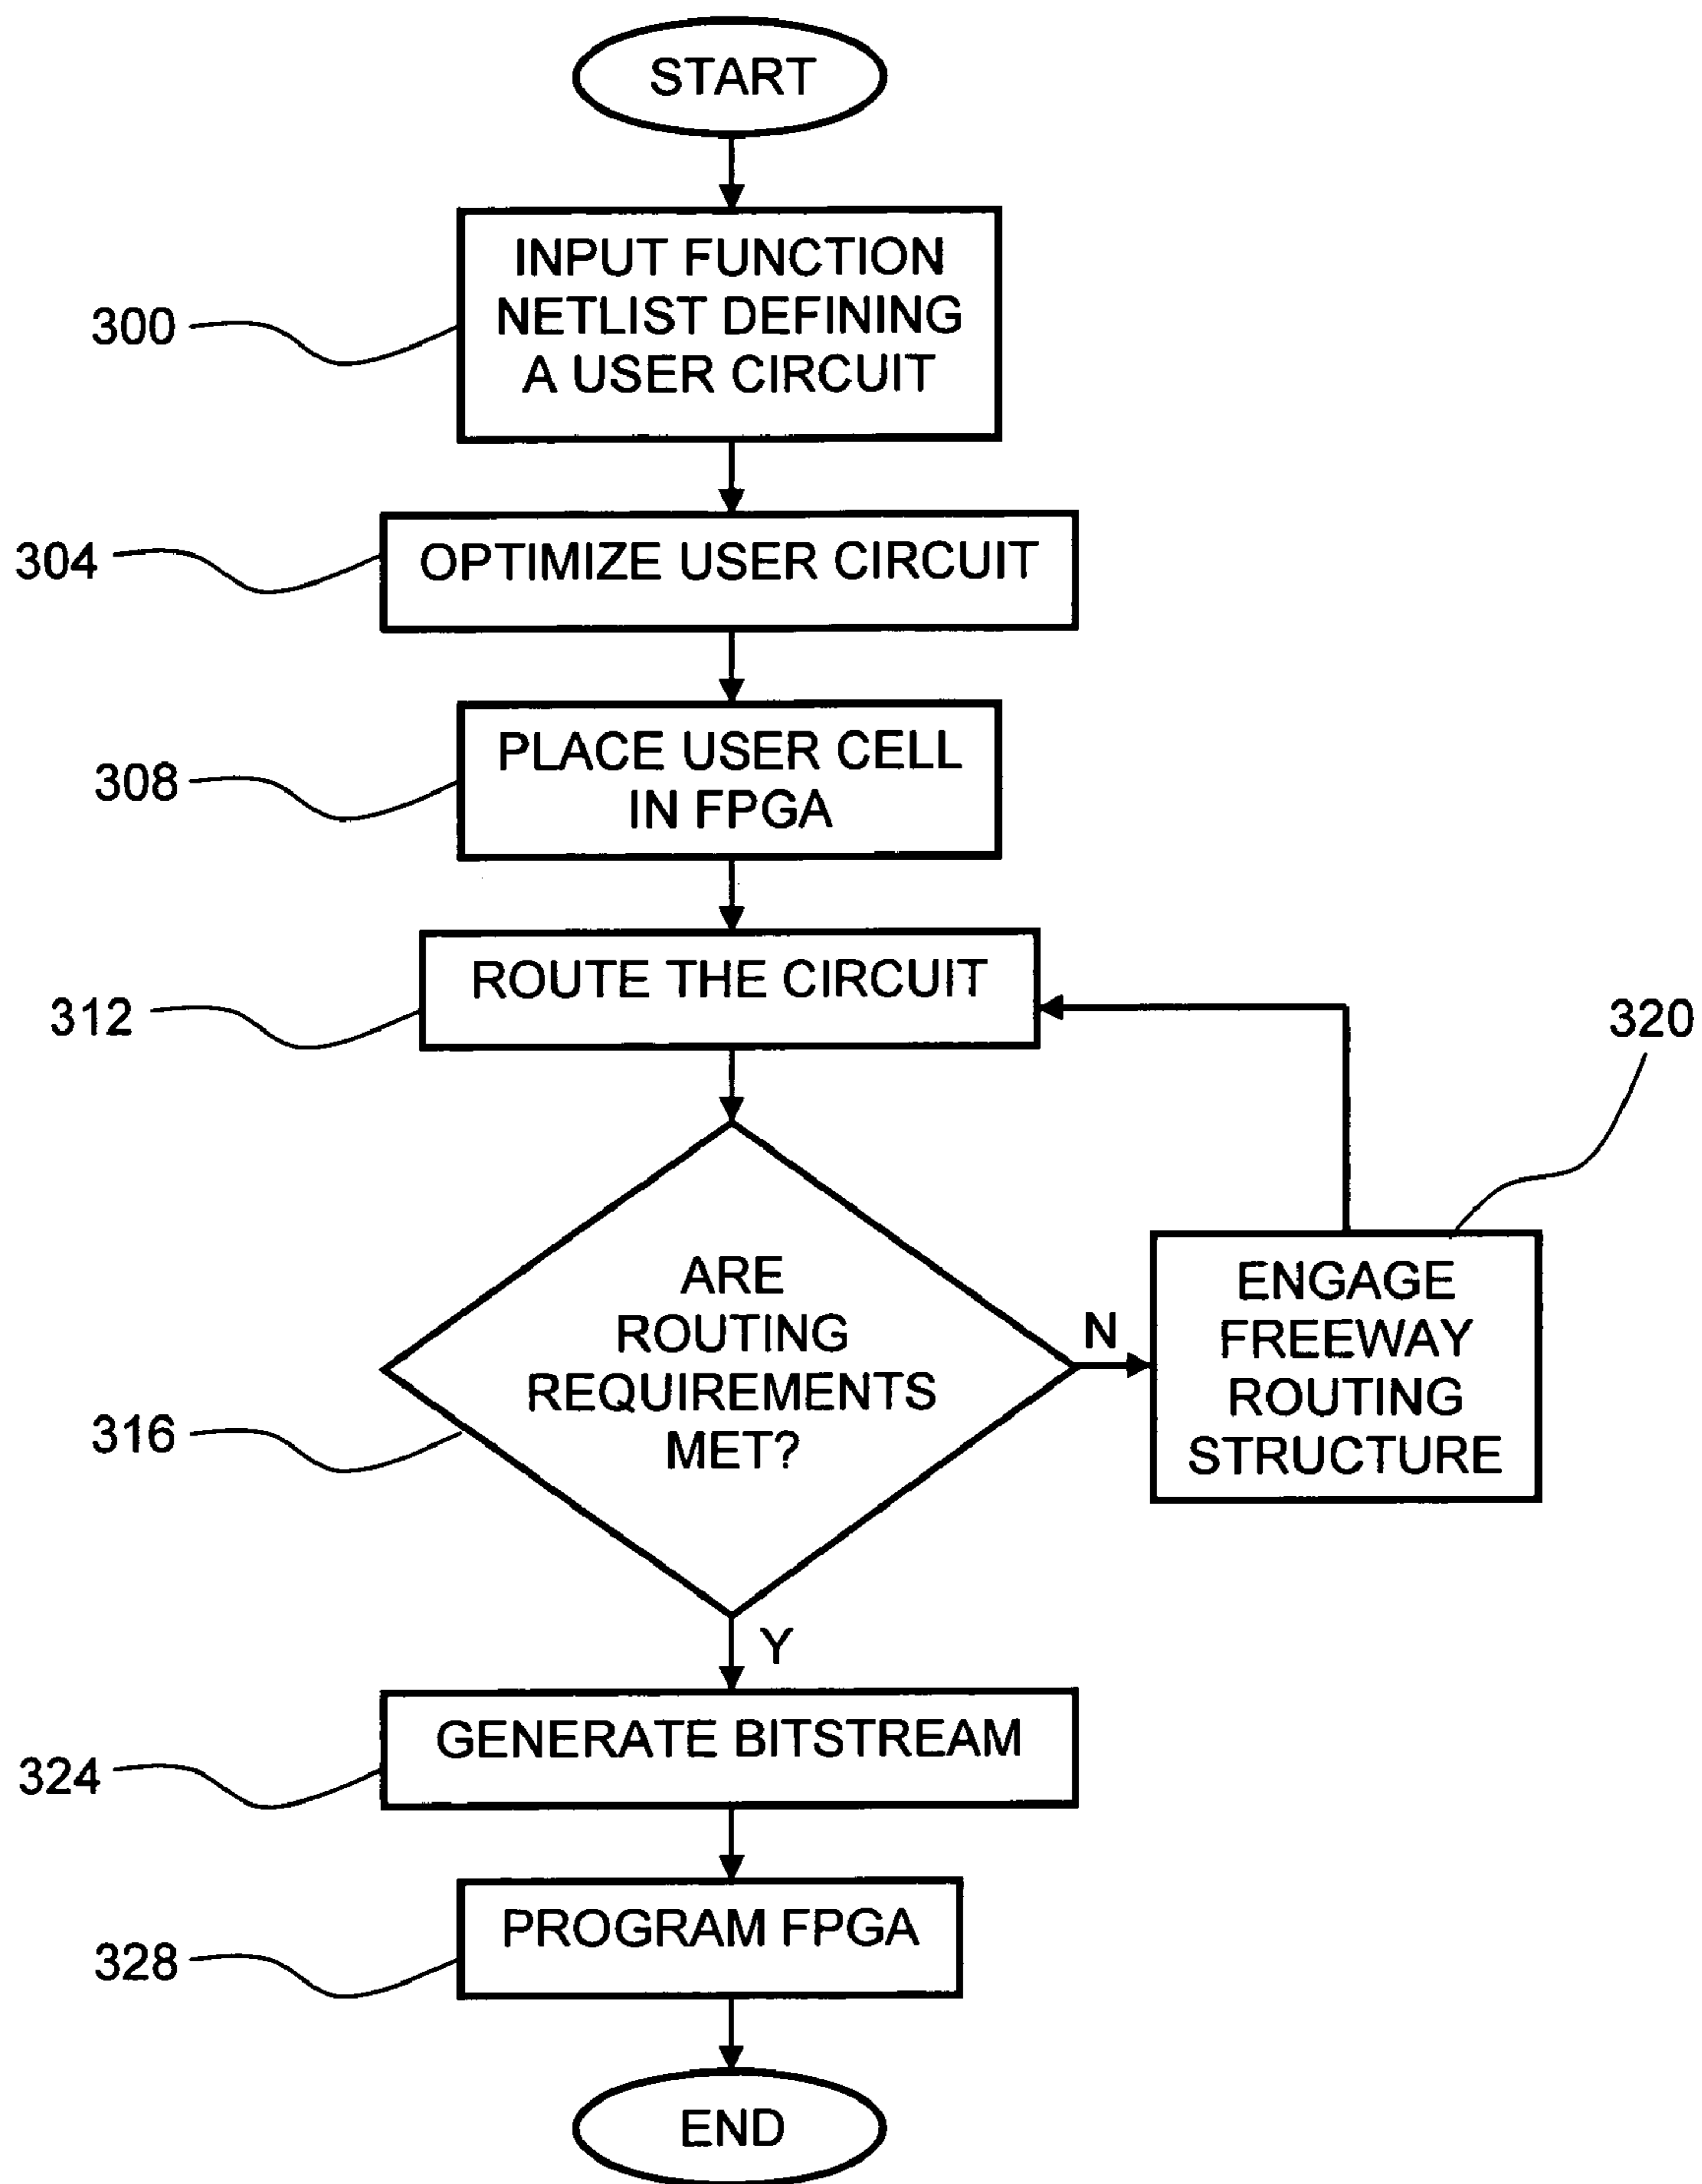 START
INPUT FUNCTION
NETLIST DEFINING
A USER CIRCUIT
300
OPTIMIZE USER CIRCUIT
304
PLACE USER CELL
IN FPGA
308
ROUTE THE CIRCUIT
312
320
ARE
ROUTING
REQUIREMENTS
MET?
316
N
ENGAGE
FREEWAY
ROUTING
STRUCTURE
Y
GENERATE BITSTREAM
324
PROGRAM FPGA
328
END